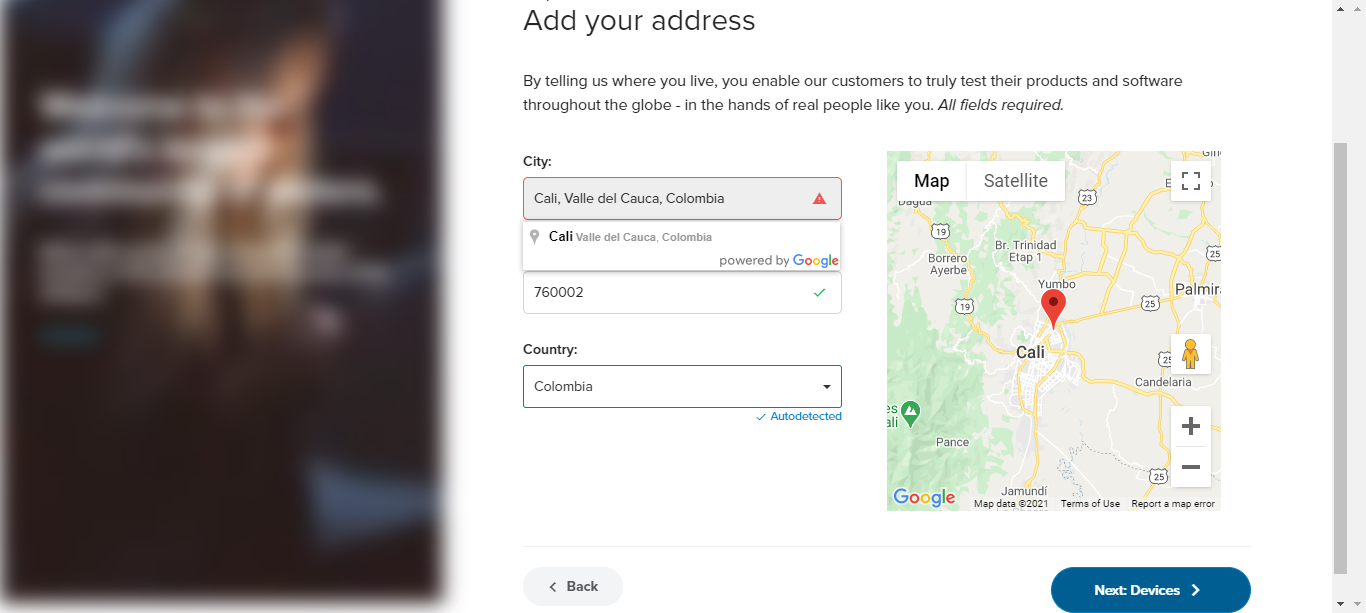 Add your address
By telling us where you live, you enable our customers to truly test their products and software
throughout the globe - in the hands of real people like you. All fields required.
City:
Cali, Valle del Cauca, Colombia
Cali Valle del Cauca, Colombia
powered by Google
760002
Country:
Colombia
Autodetected
Map
Satellite
Dagua
23
19
Br. Trinidad
Etapa 1
25
Borrero
Ayerbe
Yumbo
Palmira
19
25
Cali
25
Candelaria
Pance
25
Jamundí
Google
Map data ©2021
Terms of Use
Report a map error
Back
Next: Devices